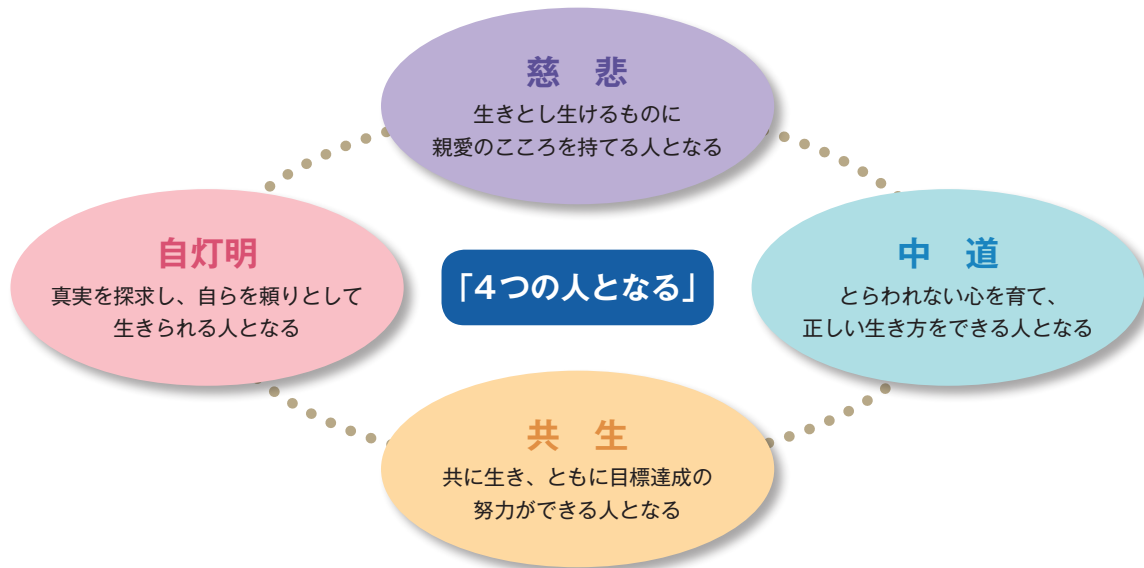 慈　悲
生きとし生けるものに
親愛のこころを持てる人となる
自灯明
真実を探求し、自らを頼りとして
生きられる人となる
「4つの人となる」
中　道
とらわれない心を育て、
正しい生き方をできる人となる
共　生
共に生き、ともに目標達成の
努力ができる人となる